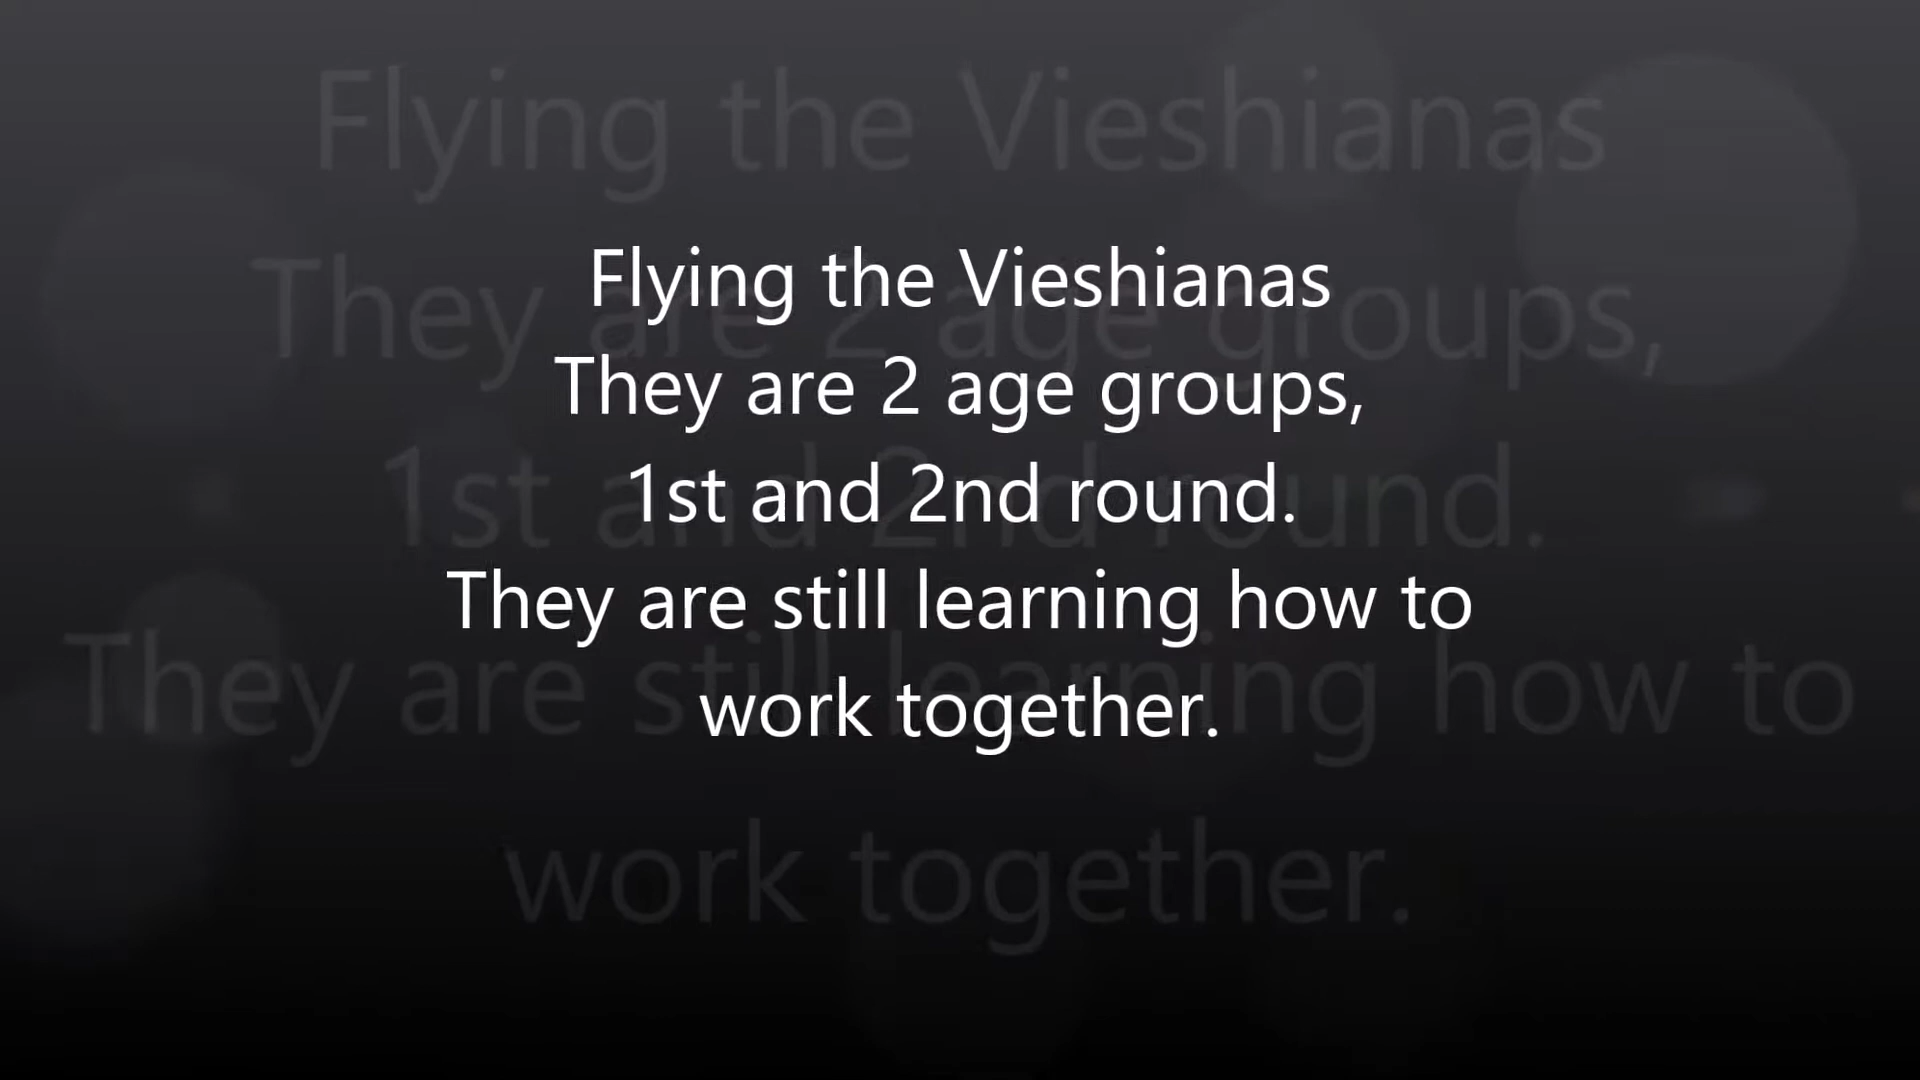 Flying the Vieshianas
They are 2 age groups,
1st and 2nd round.
They are still learning how to
work together.